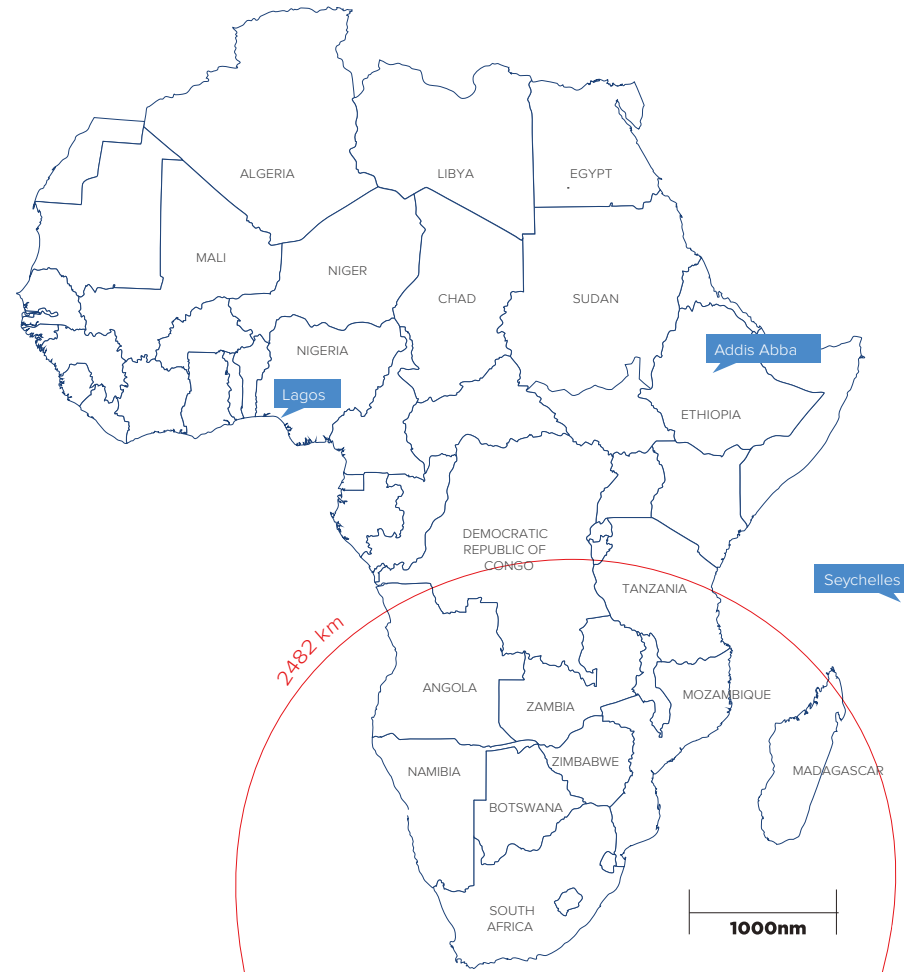 ALGERIA
LIBYA
EGYPT
MALI
NIGER
CHAD
SUDAN
NIGERIA
Addis Abba
Lagos
ETHIOPIA
DEMOCRATIC
REPUBLIC OF
CONGO
Seychelles
TANZANIA
2482 km
ANGOLA
MOZAMBIQUE
ZAMBIA
ZIMBABWE
NAMIBIA
MADAGASCAR
BOTSWANA
SOUTH
AFRICA
1000nm